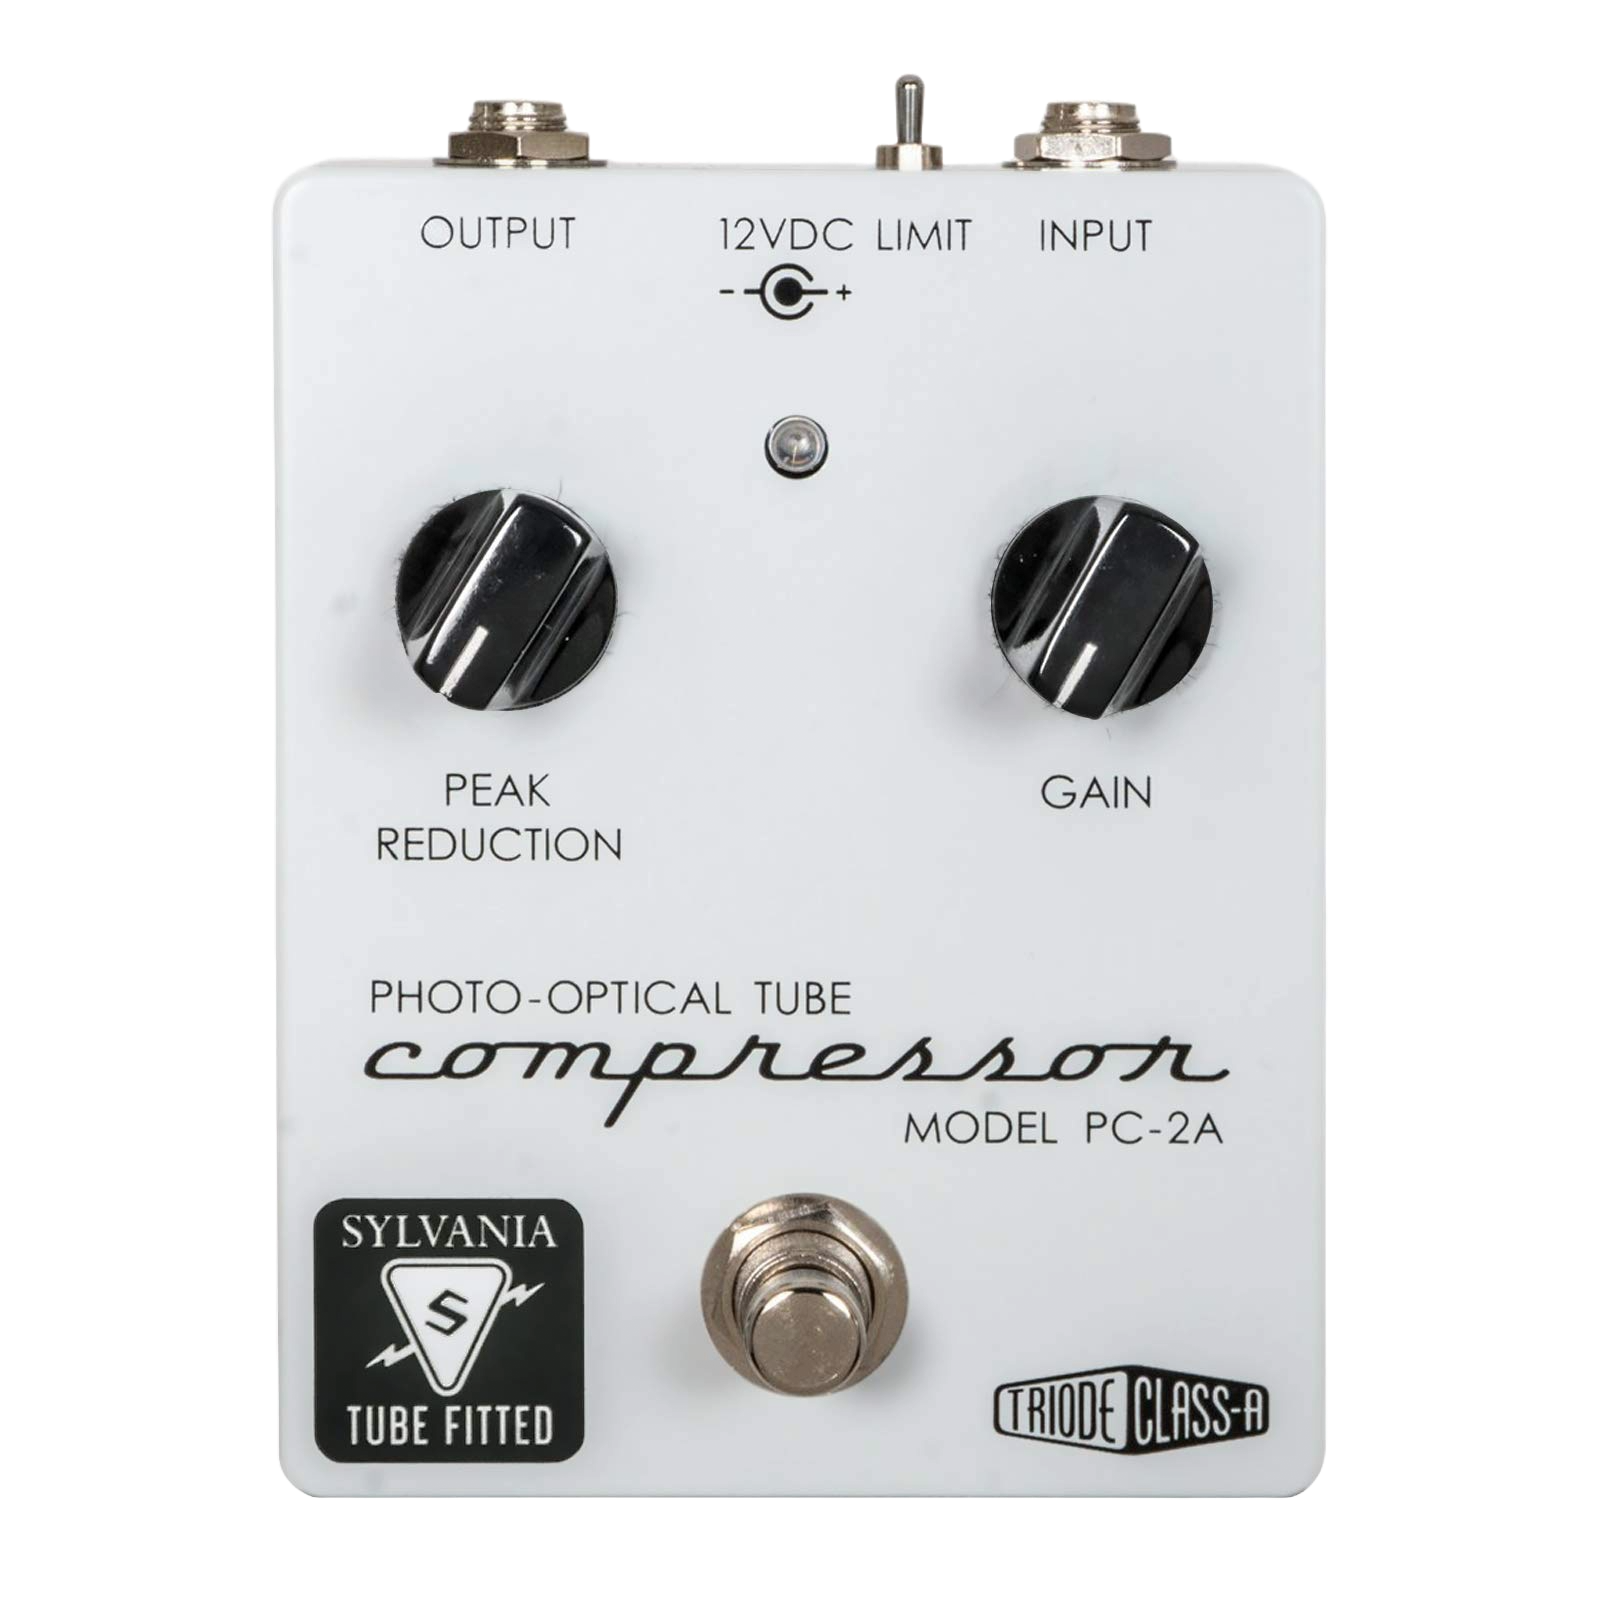 OUTPUT
12VDC LIMIT
INPUT
- +
PEAK
REDUCTION
GAIN
PHOTO-OPTICAL TUBE
compressor
MODEL PC-2A
SYLVANIA
S
TUBE FITTED
TRIODE CLASS-A